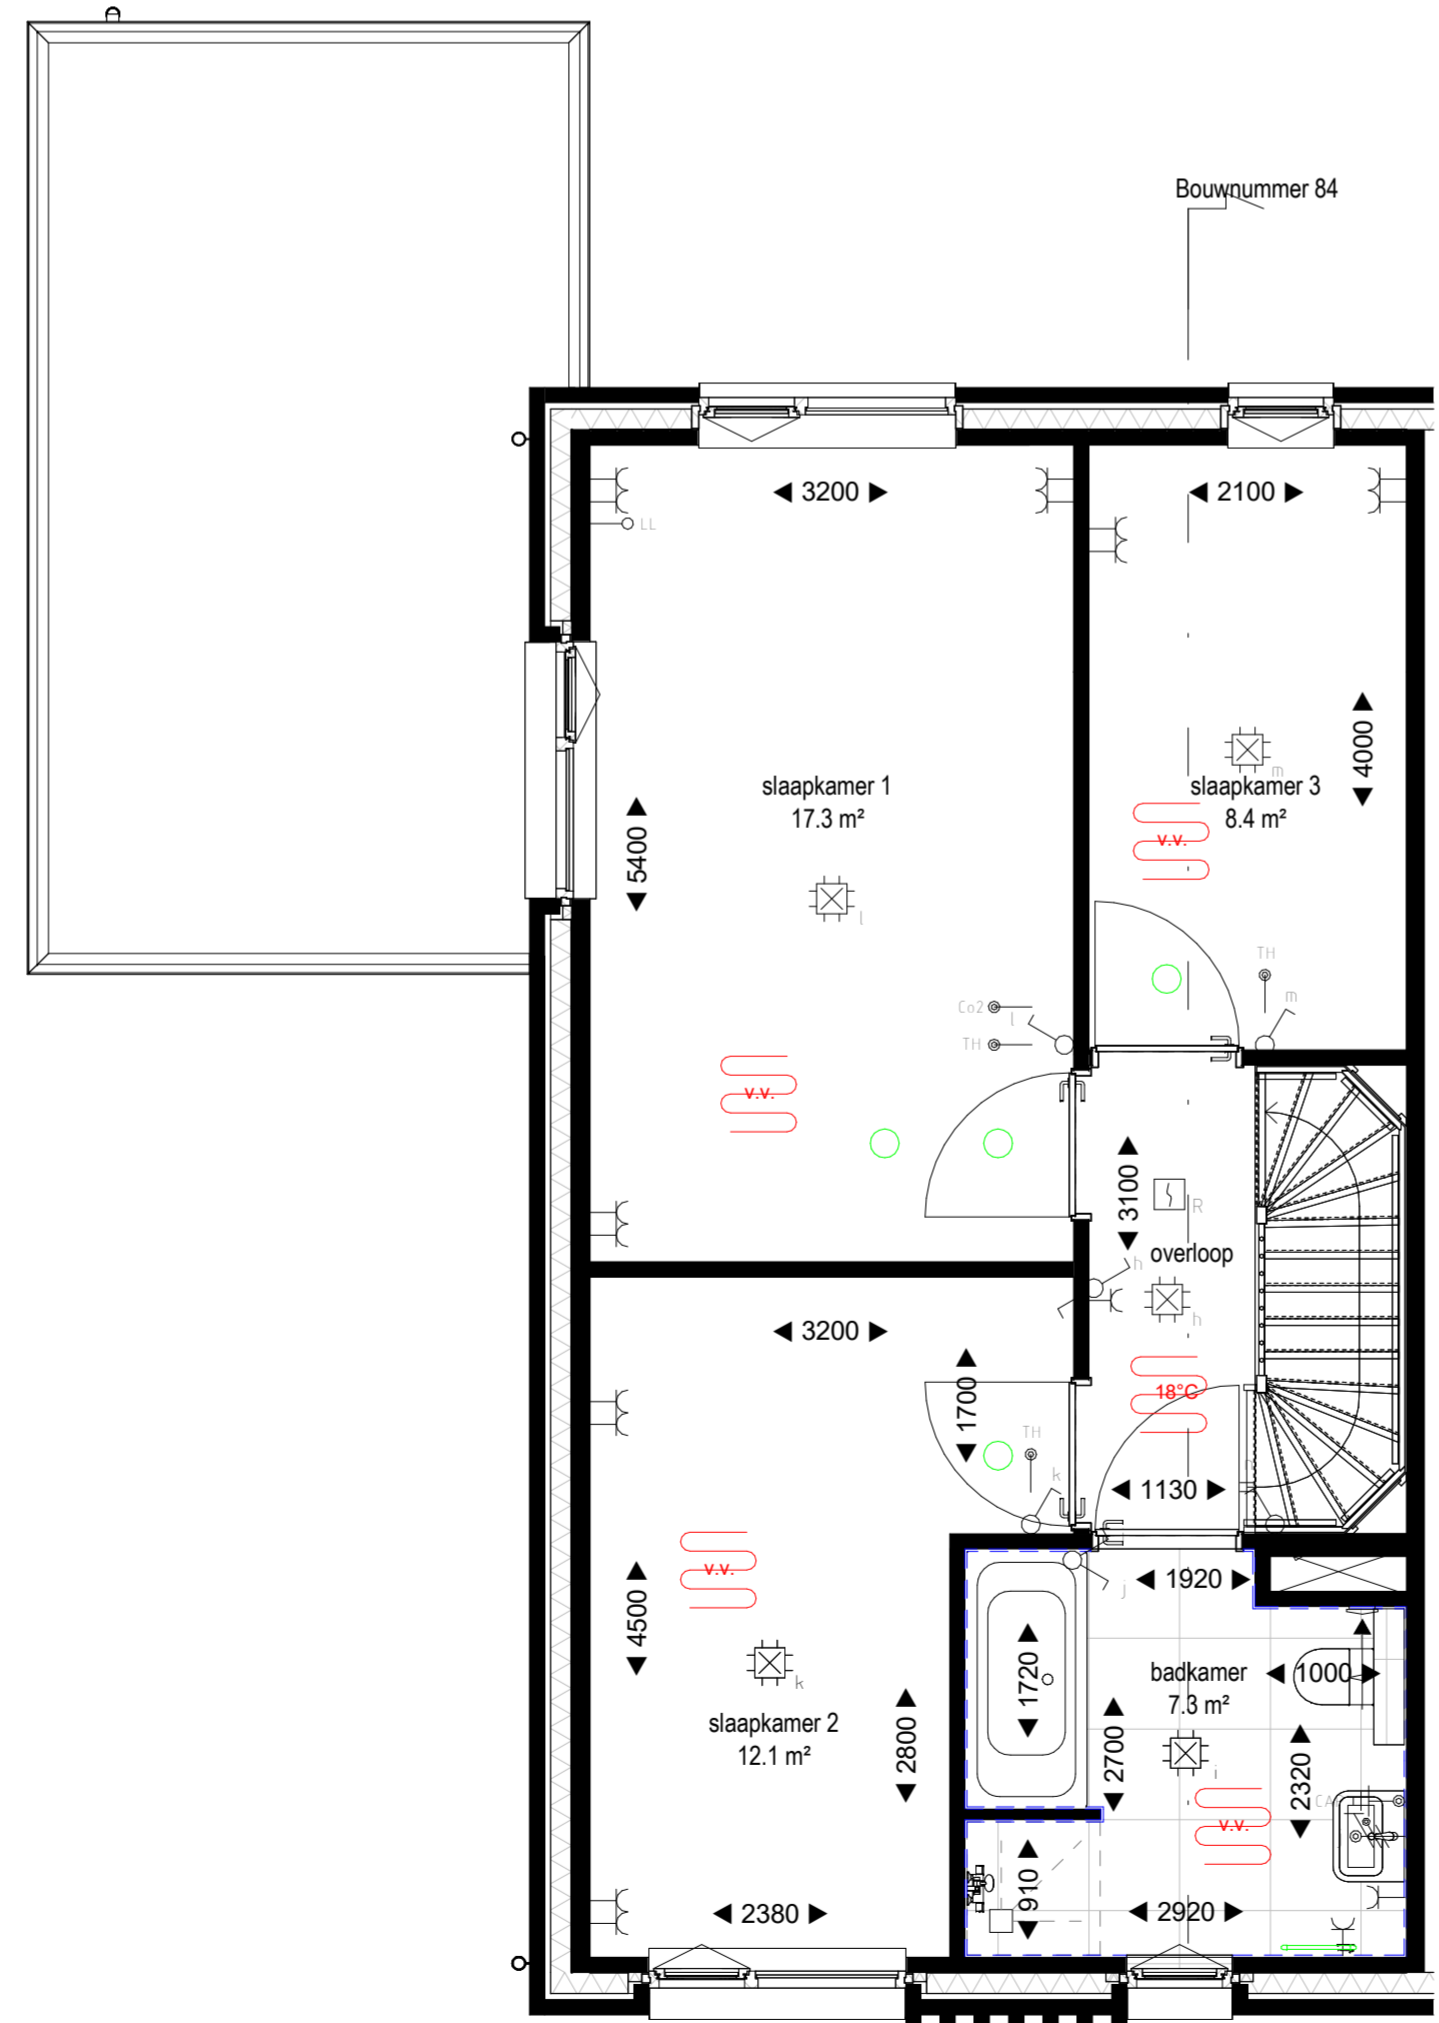 Bouwnummer 84
3200
2100
LL
4000
m
slaapkamer 1
17.3 m²
slaapkamer 3
8.4 m²
v.v.
5400
l
TH
m
Co2
l
TH
v.v.
3100
R
overloop
h
h
3200
1700
18°C
TH
k
1130
1920
j
v.v.
4500
k
slaapkamer 2
12.1 m²
2800
1720
badkamer
7.3 m²
1000
2700
i
2320
v.v.
910
2380
2920